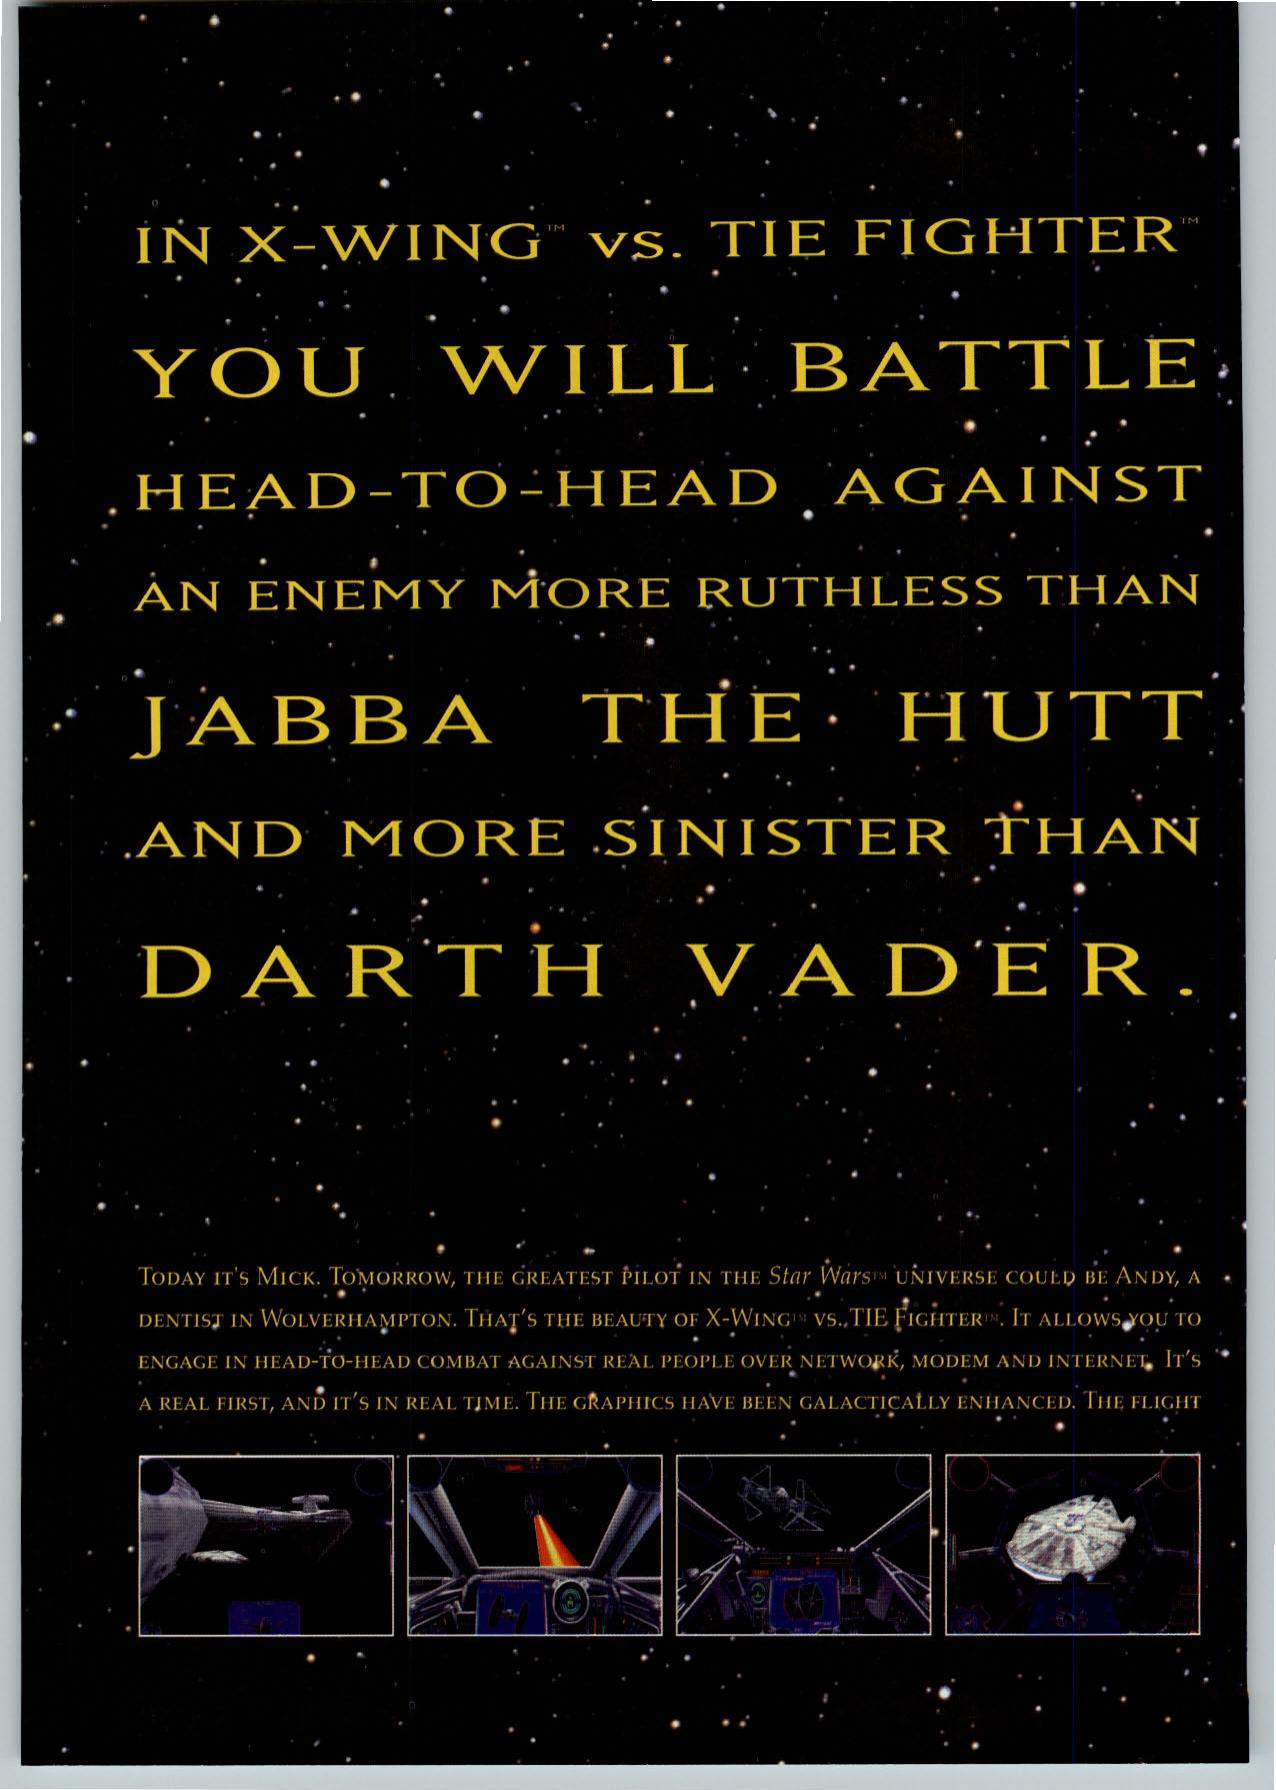 IN X-WING™ vs. TIE FIGHTER™
YOU WILL BATTLE
HEAD-TO-HEAD AGAINST
AN ENEMY MORE RUTHLESS THAN
JABBA THE HUTT
AND MORE SINISTER THAN
DARTH VADER.
TODAY IT'S MICK. TOMORROW, THE GREATEST PILOT IN THE Star Wars™ UNIVERSE COULD BE ANDY, A
DENTIST IN WOLVERHAMPTON. THAT'S THE BEAUTY OF X-WING™ VS. TIE FIGHTER™. IT ALLOWS YOU TO
ENGAGE IN HEAD-TO-HEAD COMBAT AGAINST REAL PEOPLE OVER NETWORK, MODEM AND INTERNET. IT'S
A REAL FIRST, AND IT'S IN REAL TIME. THE GRAPHICS HAVE BEEN GALACTICALLY ENHANCED. THE FLIGHT